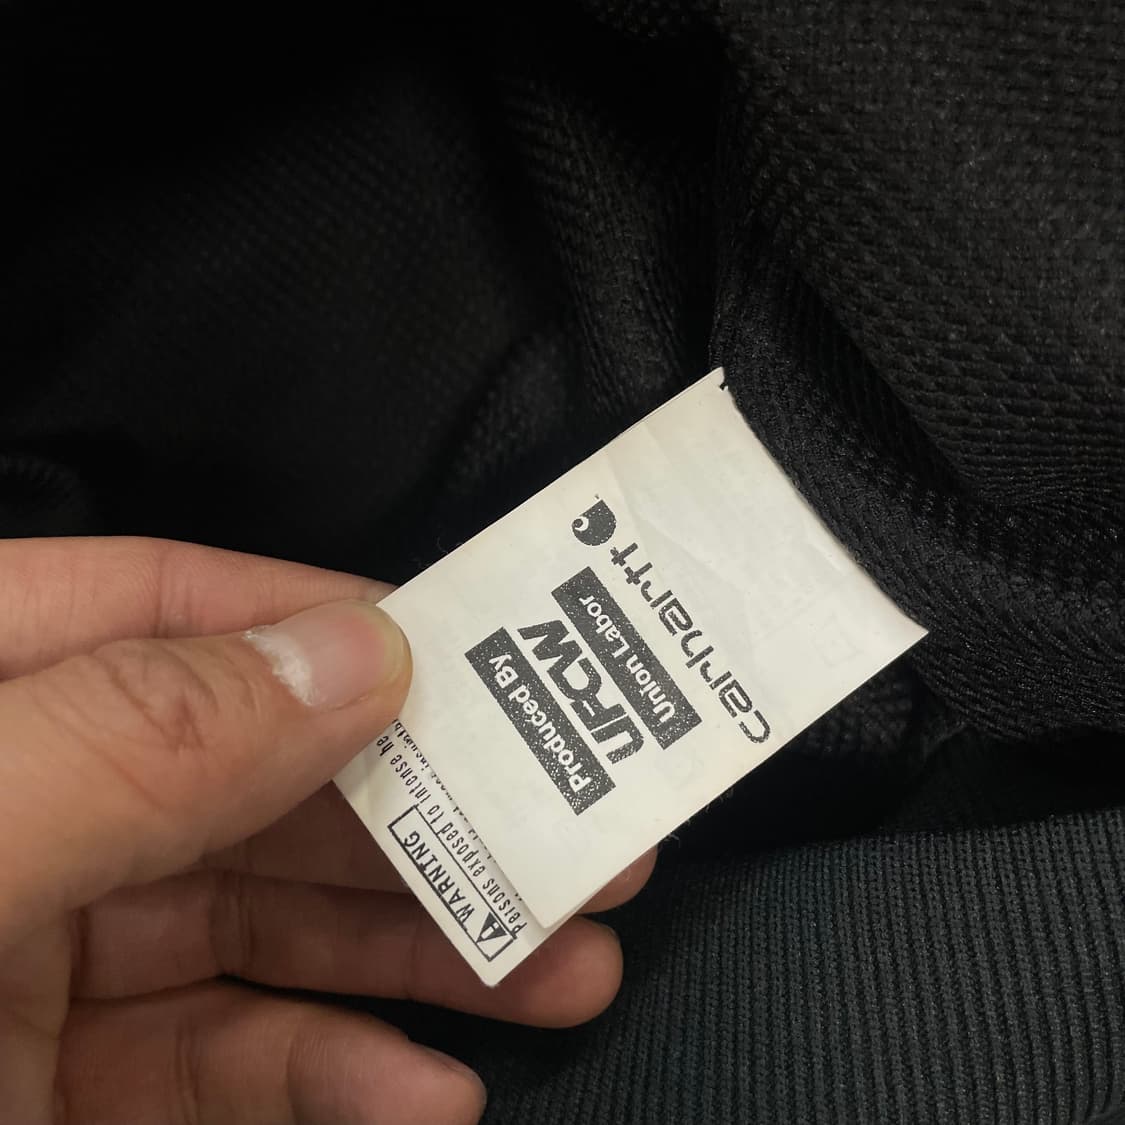 carhartt
Produced By
UFCW
Union Labor
WARNING
Persons exposed to intense he